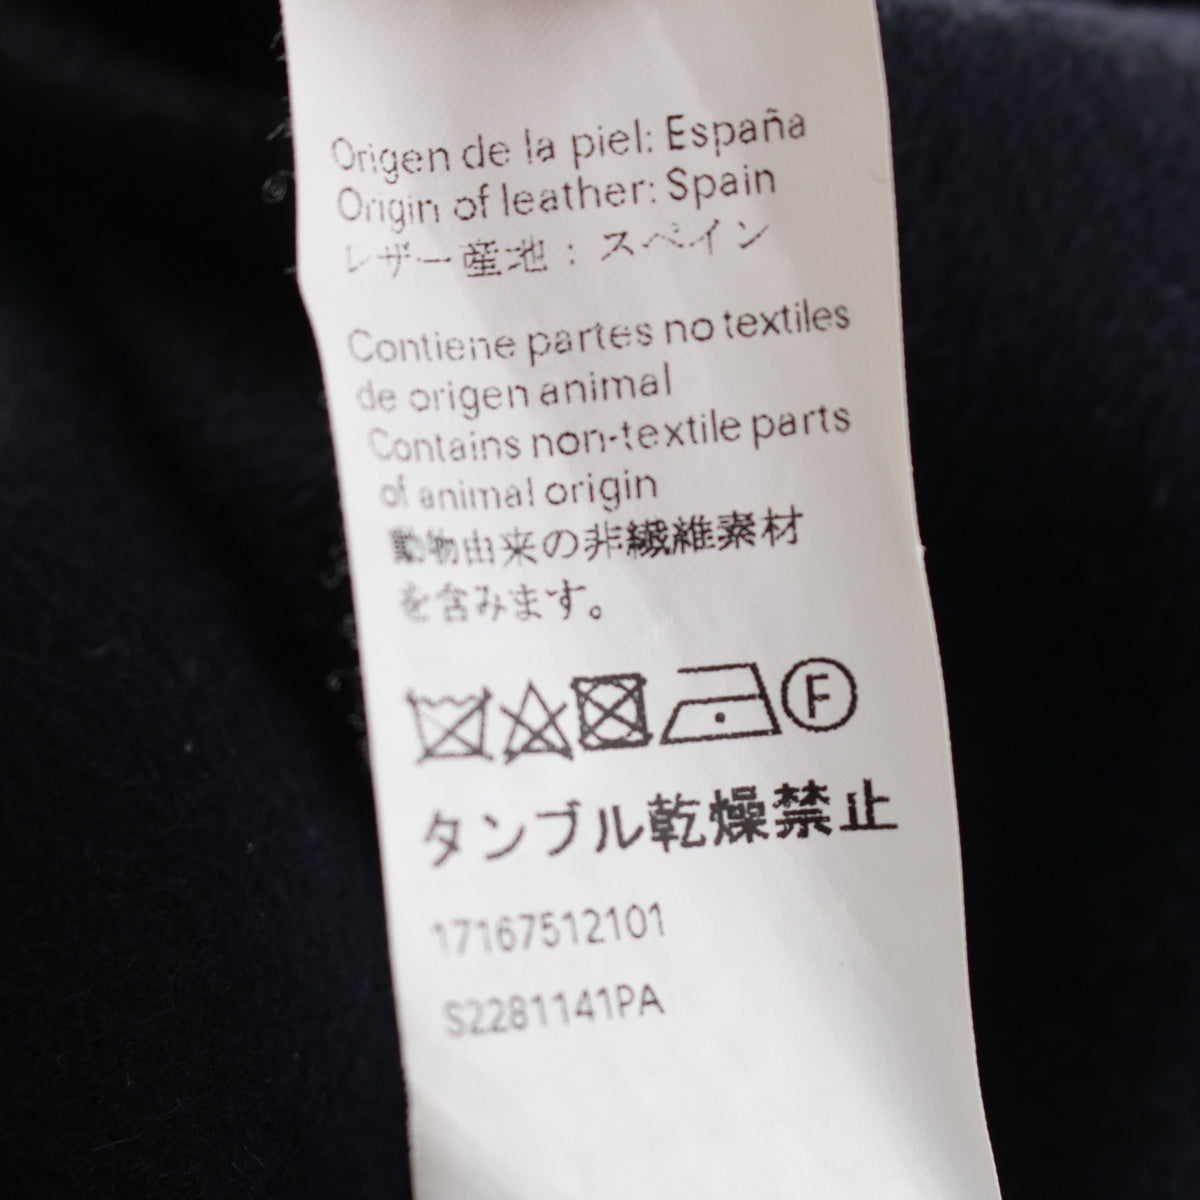 Origen de la piel: España
Origin of leather: Spain
レザー産地：スペイン
Contiene partes no textiles
de origen animal
Contains non-textile parts
of animal origin
動物由来の非繊維素材
を含みます。
F
タンブル乾燥禁止
17167512101
S2281141PA